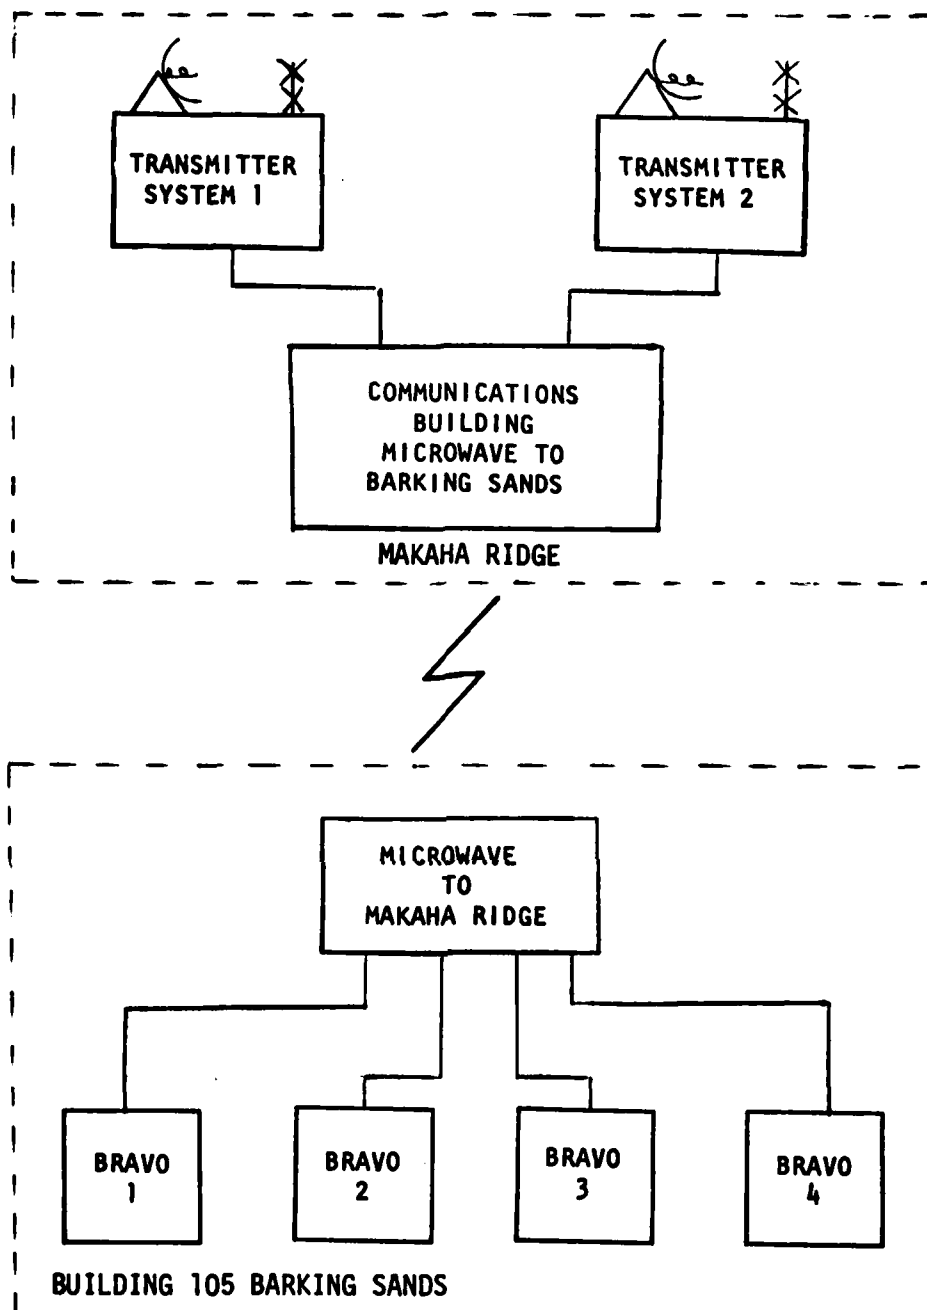 TRANSMITTER
SYSTEM 1
TRANSMITTER
SYSTEM 2
COMMUNICATIONS
BUILDING
MICROWAVE TO
BARKING SANDS
MAKAHA RIDGE
MICROWAVE
TO
MAKAHA RIDGE
BRAVO
1
BRAVO
2
BRAVO
3
BRAVO
4
BUILDING 105 BARKING SANDS